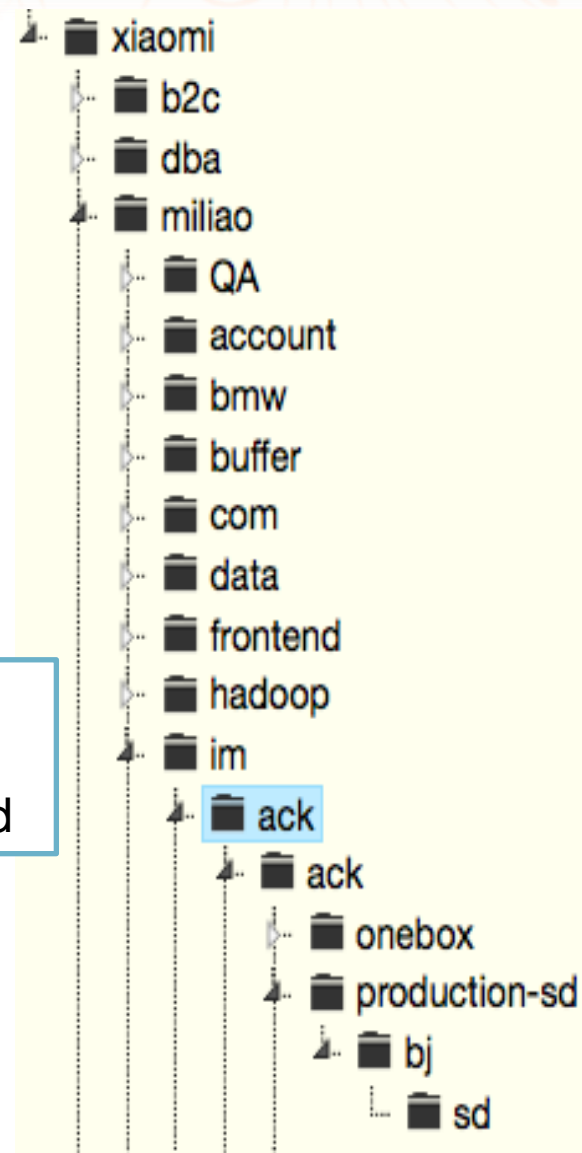 xiaomi
b2c
dba
miliao
QA
account
bmw
buffer
com
data
frontend
hadoop
im
ack
ack
onebox
production-sd
bj
sd